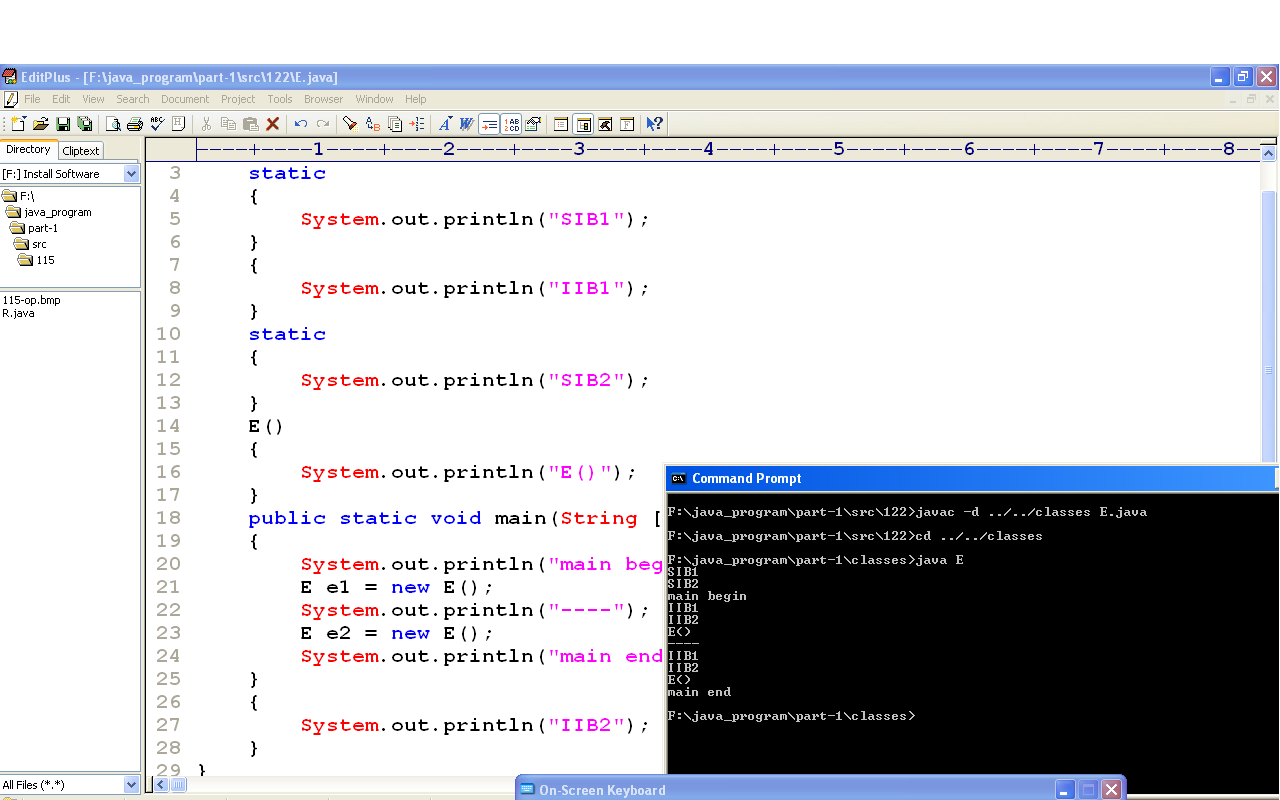 EditPlus - [F:\java_program\part-1\src\122\E.java]
File Edit View Search Document Project Tools Browser Window Help
Directory Cliptext
[F:] Install Software
F:\
java_program
part-1
src
115
115-op.bmp
R.java
All Files (*.*)
----+----1----+----2----+----3----+----4----+----5----+----6----+----7----+----8--
3 static
4 {
5 System.out.println("SIB1");
6 }
7 {
8 System.out.println("IIB1");
9 }
10 static
11 {
12 System.out.println("SIB2");
13 }
14 E()
15 {
16 System.out.println("E()");
17 }
18 public static void main(String [
19 {
20 System.out.println("main beg
21 E e1 = new E();
22 System.out.println("----");
23 E e2 = new E();
24 System.out.println("main end
25 }
26 {
27 System.out.println("IIB2");
28 }
29 }
Command Prompt
F:\java_program\part-1\src\122>javac -d ../../classes E.java
F:\java_program\part-1\src\122>cd ../../classes
F:\java_program\part-1\classes>java E
SIB1
SIB2
main begin
IIB1
IIB2
E()
----
IIB1
IIB2
E()
main end
F:\java_program\part-1\classes>
On-Screen Keyboard